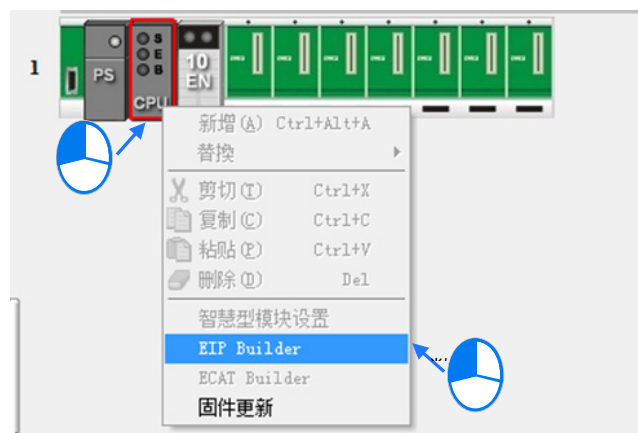 1
PS
S
E
B
CPU
10
EN
新增(A) Ctrl+Alt+A
替换
剪切(T) Ctrl+X
复制(C) Ctrl+C
粘贴(P) Ctrl+V
删除(D) Del
智慧型模块设置
EIP Builder
ECAT Builder
固件更新